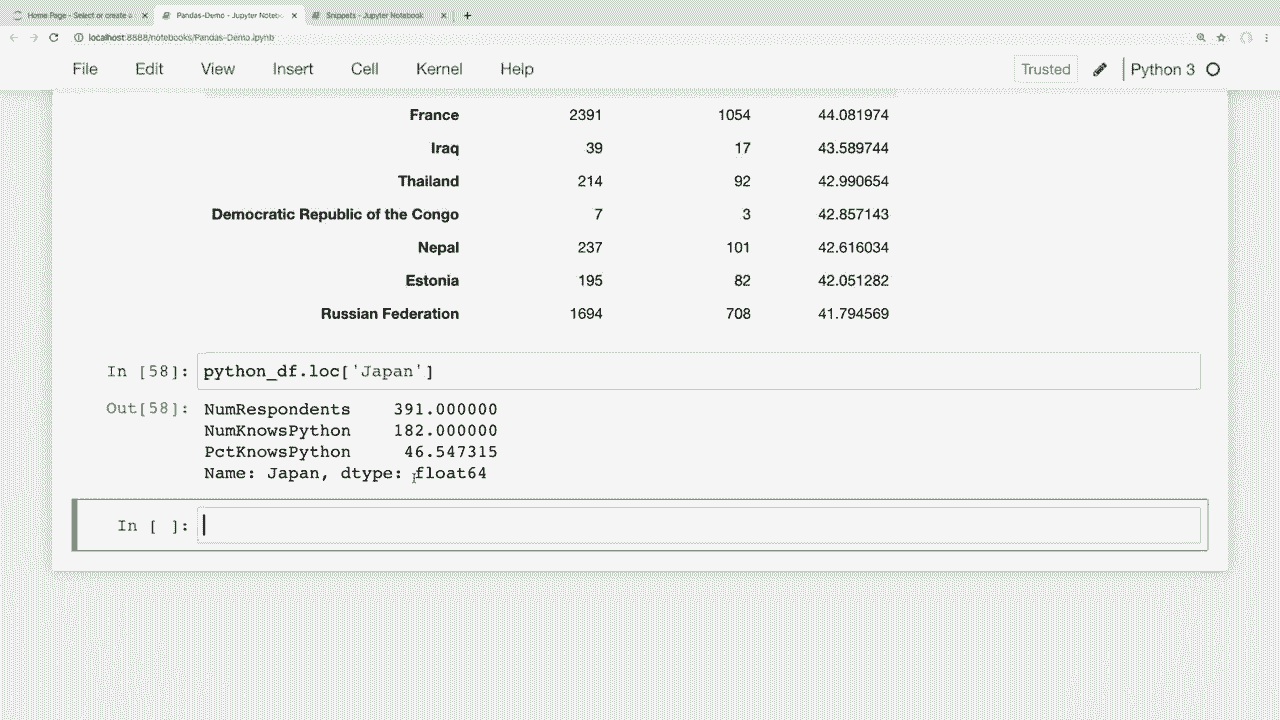 Home Page - Select or create a
Pandas-Demo - Jupyter Note
Snippets - Jupyter Notebook
localhost:8888/notebooks/Pandas-Demo.ipynb
File Edit View Insert Cell Kernel Help Trusted Python 3
France 2391 1054 44.081974
Iraq 39 17 43.589744
Thailand 214 92 42.990654
Democratic Republic of the Congo 7 3 42.857143
Nepal 237 101 42.616034
Estonia 195 82 42.051282
Russian Federation 1694 708 41.794569
In [58]: python_df.loc['Japan']
Out[58]: NumRespondents 391.000000
NumKnowsPython 182.000000
PctKnowsPython 46.547315
Name: Japan, dtype: float64
In [ ]: